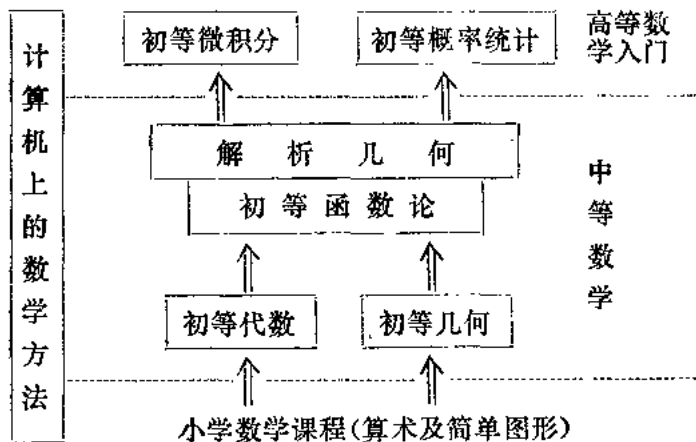 计算机上的数学方法
初等微积分
初等概率统计
高等数
学入门
解析几何
初等函数论
中等数学
初等代数
初等几何
小学数学课程(算术及简单图形)